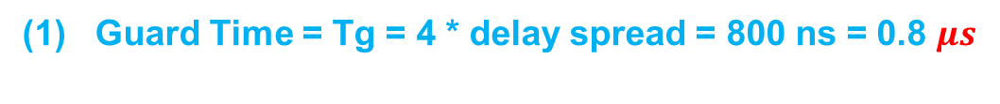 (1) Guard Time = Tg = 4 * delay spread = 800 ns = 0.8 μs